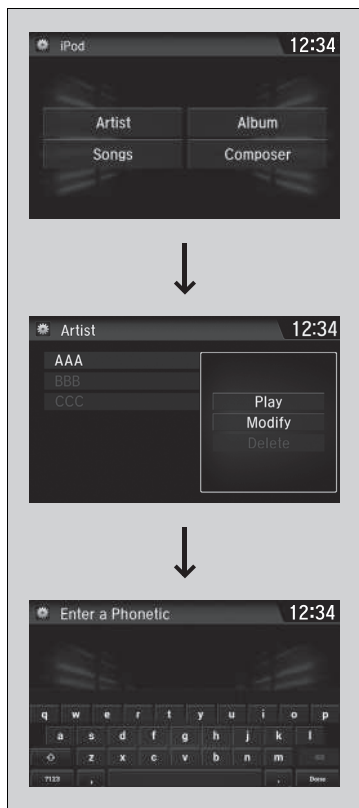 iPod 12:34
Artist Album
Songs Composer
Artist 12:34
AAA
BBB
CCC
Play
Modify
Delete
Enter a Phonetic 12:34
q w e r t y u i o p
a s d f g h j k l
z x c v b n m
?123 , . Done